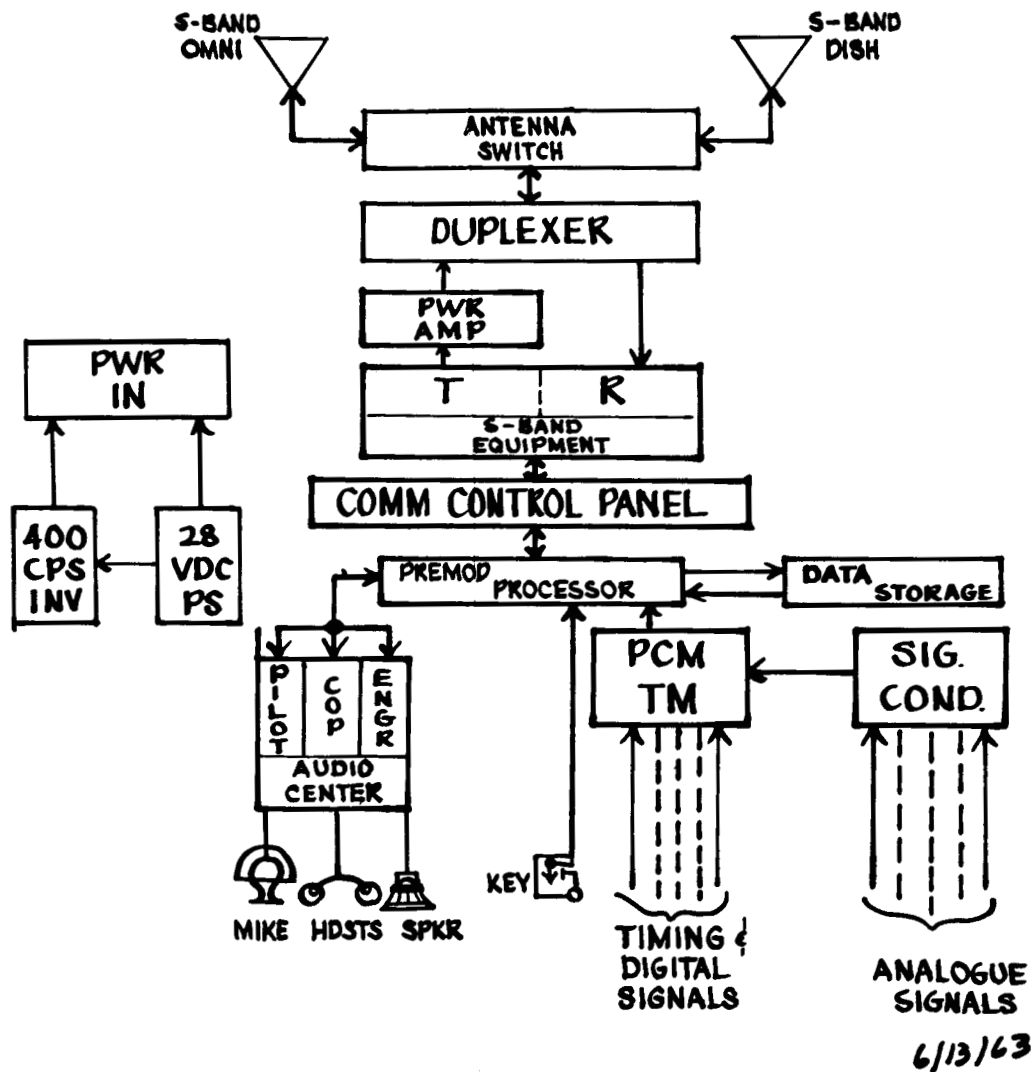 S-BAND
OMNI
S-BAND
DISH
ANTENNA
SWITCH
DUPLEXER
PWR
AMP
PWR
IN
T R
S-BAND
EQUIPMENT
COMM CONTROL PANEL
400
CPS
INV
28
VDC
PS
PREMOD
PROCESSOR
DATA
STORAGE
PILOT
COP
ENGR
AUDIO
CENTER
PCM
TM
SIG.
COND.
KEY
MIKE HDSTS SPKR
TIMING &
DIGITAL
SIGNALS
ANALOGUE
SIGNALS
6/13/63